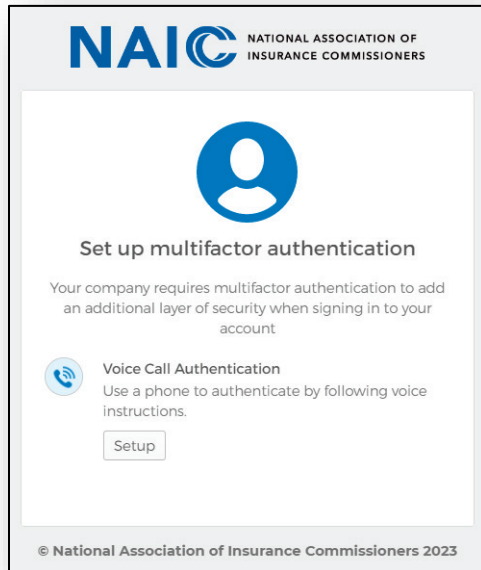 NAIC NATIONAL ASSOCIATION OF
INSURANCE COMMISSIONERS
Set up multifactor authentication
Your company requires multifactor authentication to add
an additional layer of security when signing in to your
account
Voice Call Authentication
Use a phone to authenticate by following voice
instructions.
Setup
© National Association of Insurance Commissioners 2023